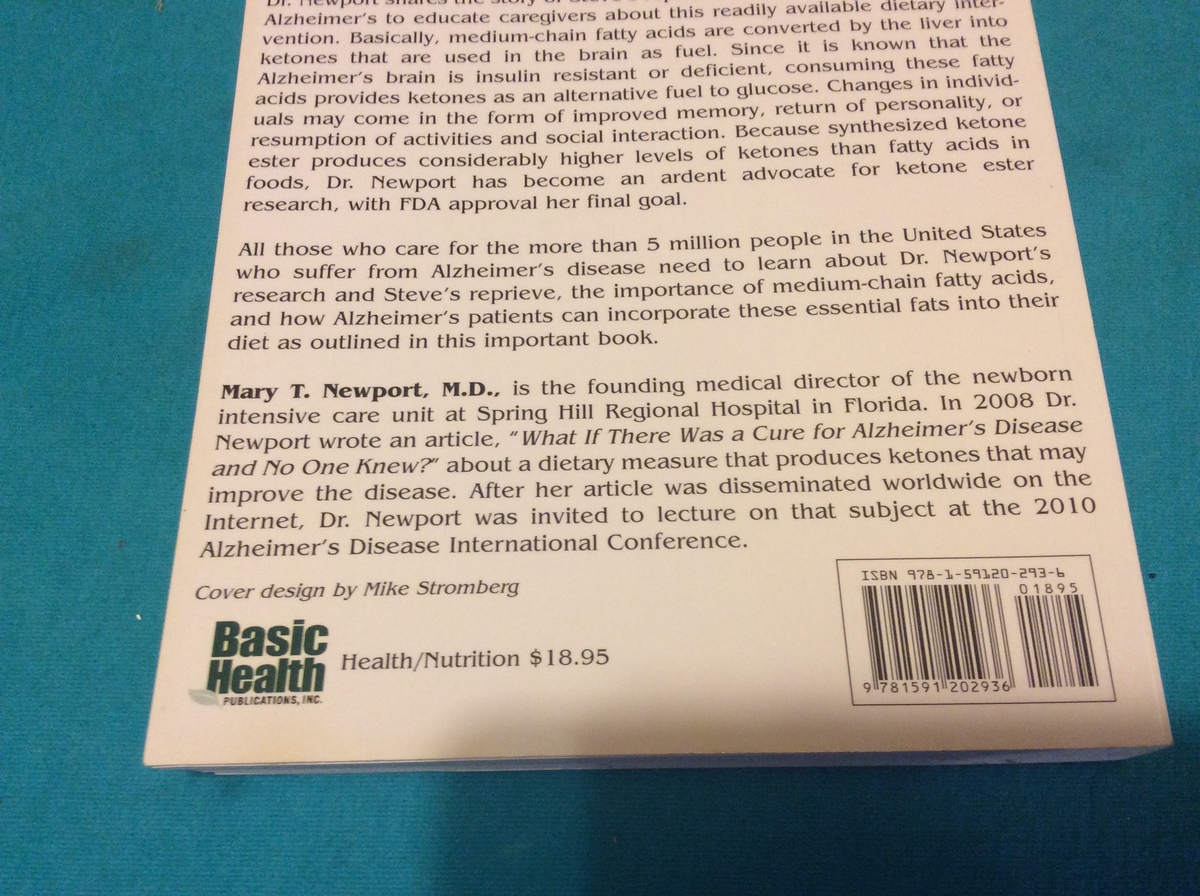 Dr. Newport shares the story of Steve's
Alzheimer's to educate caregivers about this readily available dietary inter-
vention. Basically, medium-chain fatty acids are converted by the liver into
ketones that are used in the brain as fuel. Since it is known that the
Alzheimer's brain is insulin resistant or deficient, consuming these fatty
acids provides ketones as an alternative fuel to glucose. Changes in individ-
uals may come in the form of improved memory, return of personality, or
resumption of activities and social interaction. Because synthesized ketone
ester produces considerably higher levels of ketones than fatty acids in
foods, Dr. Newport has become an ardent advocate for ketone ester
research, with FDA approval her final goal.
All those who care for the more than 5 million people in the United States
who suffer from Alzheimer's disease need to learn about Dr. Newport's
research and Steve's reprieve, the importance of medium-chain fatty acids,
and how Alzheimer's patients can incorporate these essential fats into their
diet as outlined in this important book.
Mary T. Newport, M.D., is the founding medical director of the newborn
intensive care unit at Spring Hill Regional Hospital in Florida. In 2008 Dr.
Newport wrote an article, "What If There Was a Cure for Alzheimer's Disease
and No One Knew?" about a dietary measure that produces ketones that may
improve the disease. After her article was disseminated worldwide on the
Internet, Dr. Newport was invited to lecture on that subject at the 2010
Alzheimer's Disease International Conference.
Cover design by Mike Stromberg
Basic
Health
PUBLICATIONS, INC.
Health/Nutrition $18.95
ISBN 978-1-59120-293-6
01895
9 781591 202936